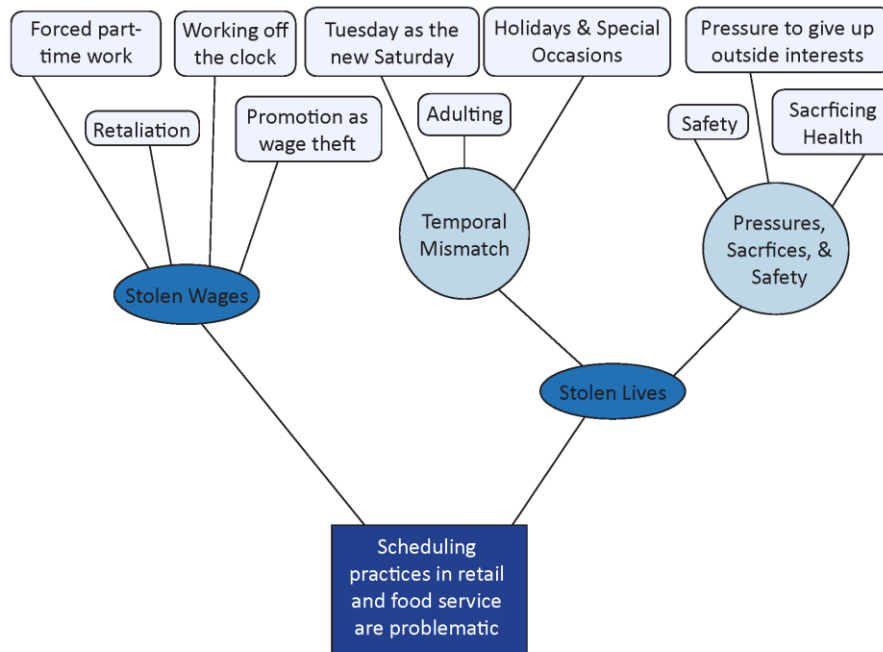 Forced part-
time work
Working off
the clock
Tuesday as the
new Saturday
Holidays & Special
Occasions
Pressure to give up
outside interests
Retaliation
Promotion as
wage theft
Adulting
Safety
Sacrficing
Health
Temporal
Mismatch
Pressures,
Sacrfices, &
Safety
Stolen Wages
Stolen Lives
Scheduling
practices in retail
and food service
are problematic